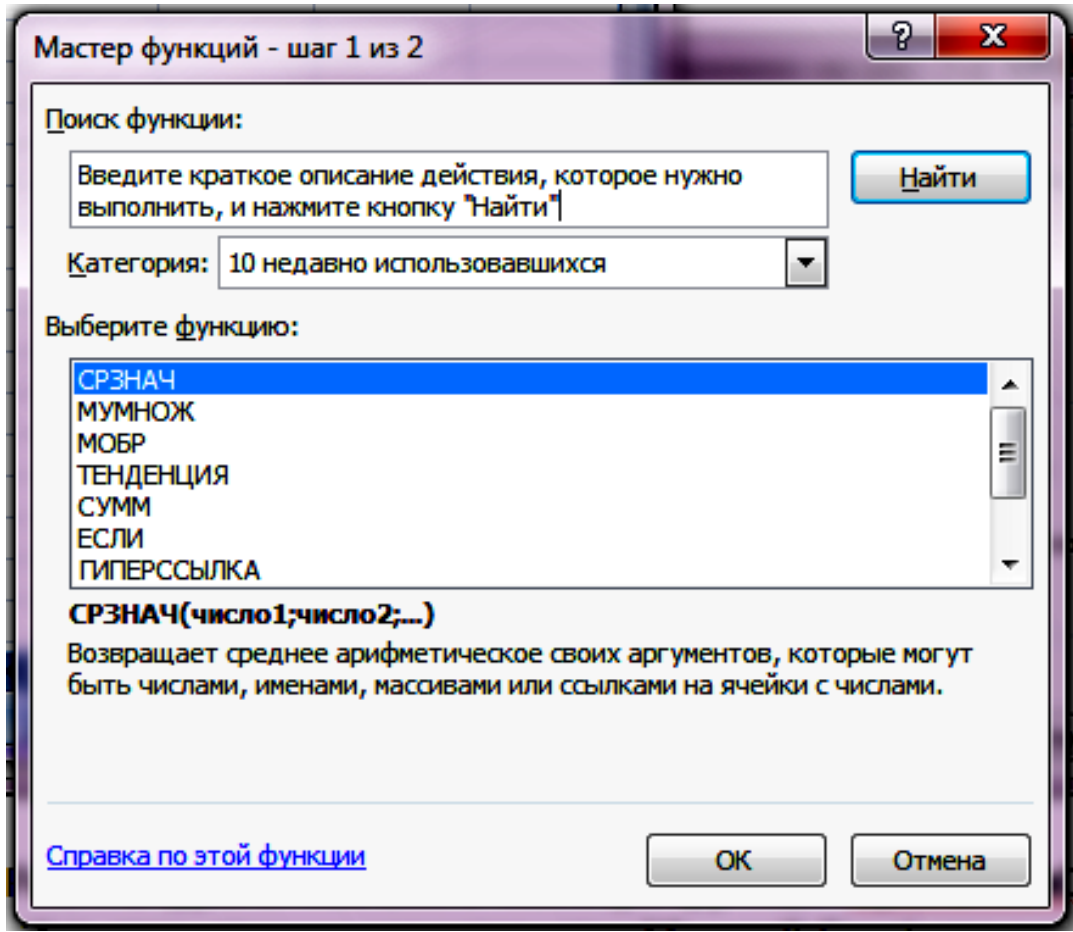 Мастер функций - шаг 1 из 2
Поиск функции:
Введите краткое описание действия, которое нужно
выполнить, и нажмите кнопку "Найти"
Найти
Категория: 10 недавно использовавшихся
Выберите функцию:
СРЗНАЧ
МУМНОЖ
МОБР
ТЕНДЕНЦИЯ
СУММ
ЕСЛИ
ГИПЕРССЫЛКА
СРЗНАЧ(число1;число2;...)
Возвращает среднее арифметическое своих аргументов, которые могут
быть числами, именами, массивами или ссылками на ячейки с числами.
Справка по этой функции
ОК
Отмена